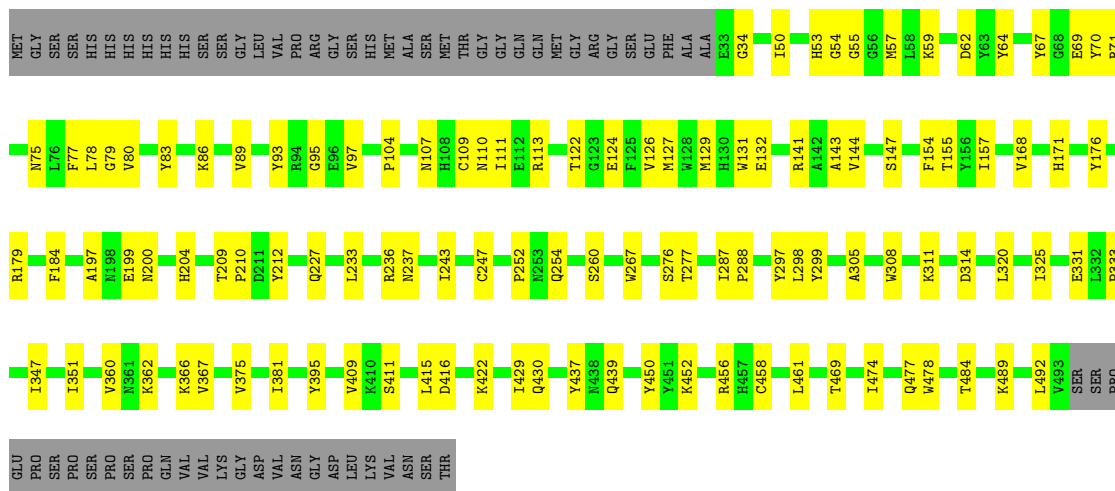 MET GLY SER SER HIS HIS HIS HIS HIS HIS SER SER GLY LEU VAL PRO ARG GLY SER HIS MET ALA SER MET THR GLY GLY GLN GLN MET GLY ARG GLY SER GLU PHE ALA ALA E33 G34 I50 H53 G54 G55 G56 M57 L58 K59 D62 Y63 Y64 Y67 G68 E69 Y70
N75 L76 F77 L78 G79 V80 Y83 K86 V89 Y93 R94 G95 E96 V97 P104 N107 H108 C109 N110 I111 E112 R113 T122 G123 E124 F125 V126 M127 W128 M129 H130 W131 E132 R141 A142 A143 V144 S147 F154 T155 Y156 I157 V168 H171 Y176
R179 F184 A197 N198 E199 N200 H204 T209 P210 D211 Y212 Q227 L233 R236 N237 I243 C247 P252 N253 Q254 S260 W267 S276 T277 I287 P288 Y297 L298 Y299 A305 W308 K311 D314 L320 I325 E331 L332
I347 I351 V360 N361 K362 K366 V367 V375 I381 Y395 V409 K410 S411 L415 D416 K422 I429 Q430 Y437 N438 Q439 Y450 Y451 K452 R456 H457 C458 L461 T469 I474 Q477 W478 T484 K489 L492 V493 SER SER PRO
GLU PRO SER PRO SER PRO SER PRO GLN VAL VAL LYS GLY ASP VAL ASN GLY ASP LEU LYS VAL ASN SER THR